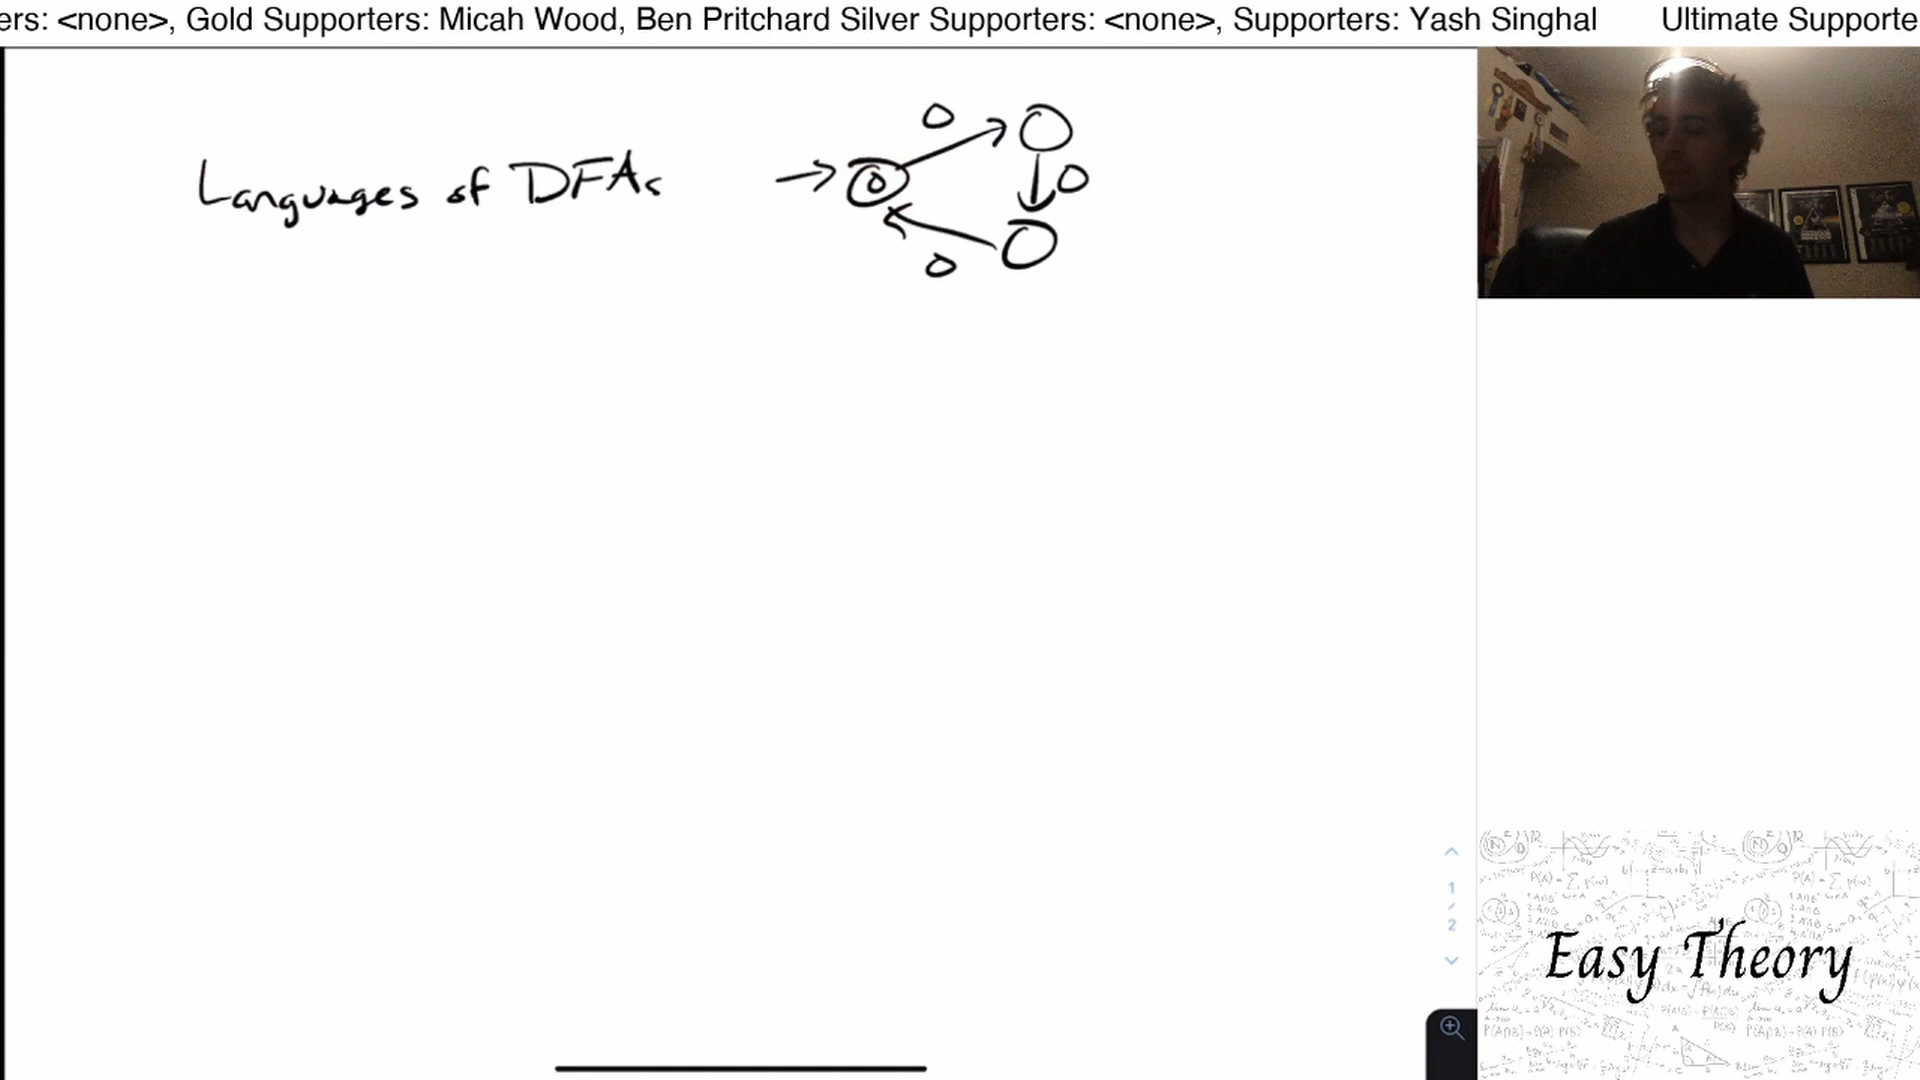 ers: <none>, Gold Supporters: Micah Wood, Ben Pritchard Silver Supporters: <none>, Supporters: Yash Singhal Ultimate Supporte
Languages of DFAs
0
0
0
1
2
Easy Theory